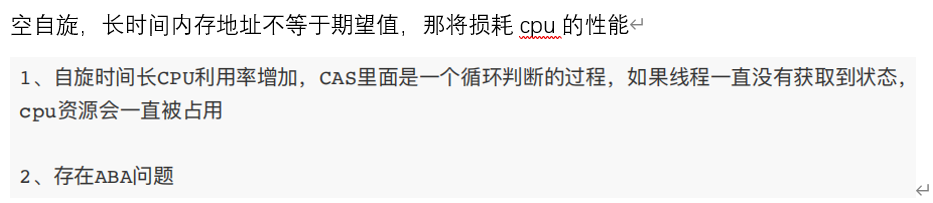 空自旋，长时间内存地址不等于期望值，那将损耗 cpu 的性能
1、自旋时间长CPU利用率增加，CAS里面是一个循环判断的过程，如果线程一直没有获取到状态，
cpu资源会一直被占用
2、存在ABA问题